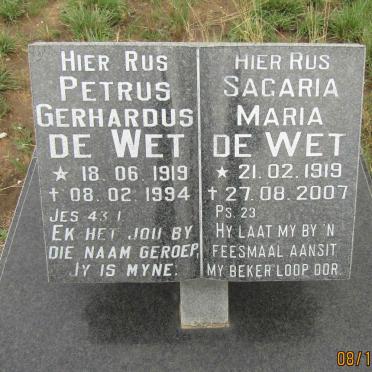 HIER RUS
PETRUS
GERHARDUS
DE WET
★ 18.06.1919
✝ 08.02.1994
JES 43.1.
EK HET JOU BY
DIE NAAM GEROEP,
JY IS MYNE.
HIER RUS
SAGARIA
MARIA
DE WET
★ 21.02.1919
✝ 27.08.2007
PS. 23
HY LAAT MY BY 'N
FEESMAAL AANSIT
MY BEKER LOOP OOR.
08/1